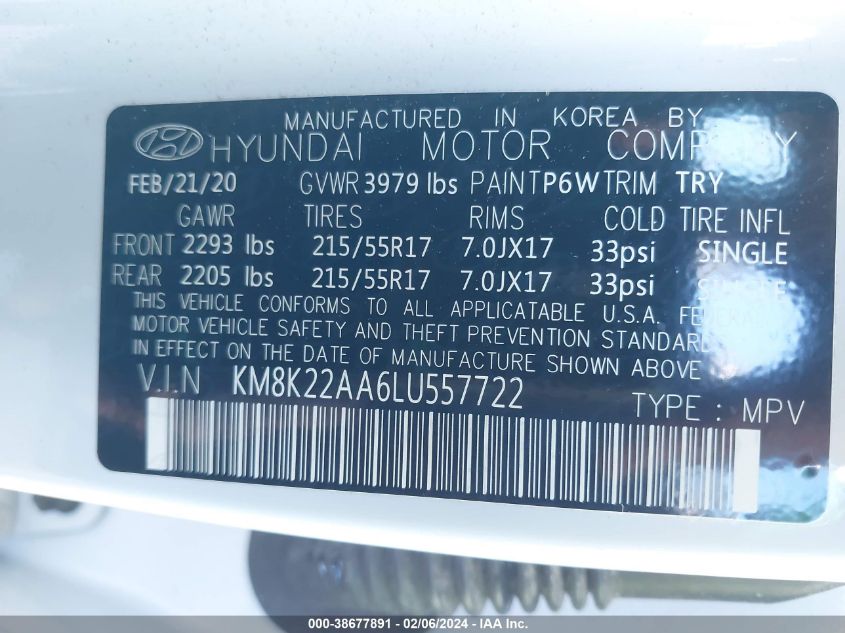 MANUFACTURED IN KOREA BY
HYUNDAI MOTOR COMPANY
FEB/21/20 GVWR 3979 lbs PAINT P6W TRIM TRY
GAWR TIRES RIMS COLD TIRE INFL
FRONT 2293 lbs 215/55R17 7.0JX17 33psi SINGLE
REAR 2205 lbs 215/55R17 7.0JX17 33psi SINGLE
THIS VEHICLE CONFORMS TO ALL APPLICATABLE U.S.A. FEDERAL
MOTOR VEHICLE SAFETY AND THEFT PREVENTION STANDARDS
IN EFFECT ON THE DATE OF MANUFACTURE SHOWN ABOVE
V.I.N KM8K22AA6LU557722 TYPE : MPV
000-38677891 - 02/06/2024 - IAA Inc.